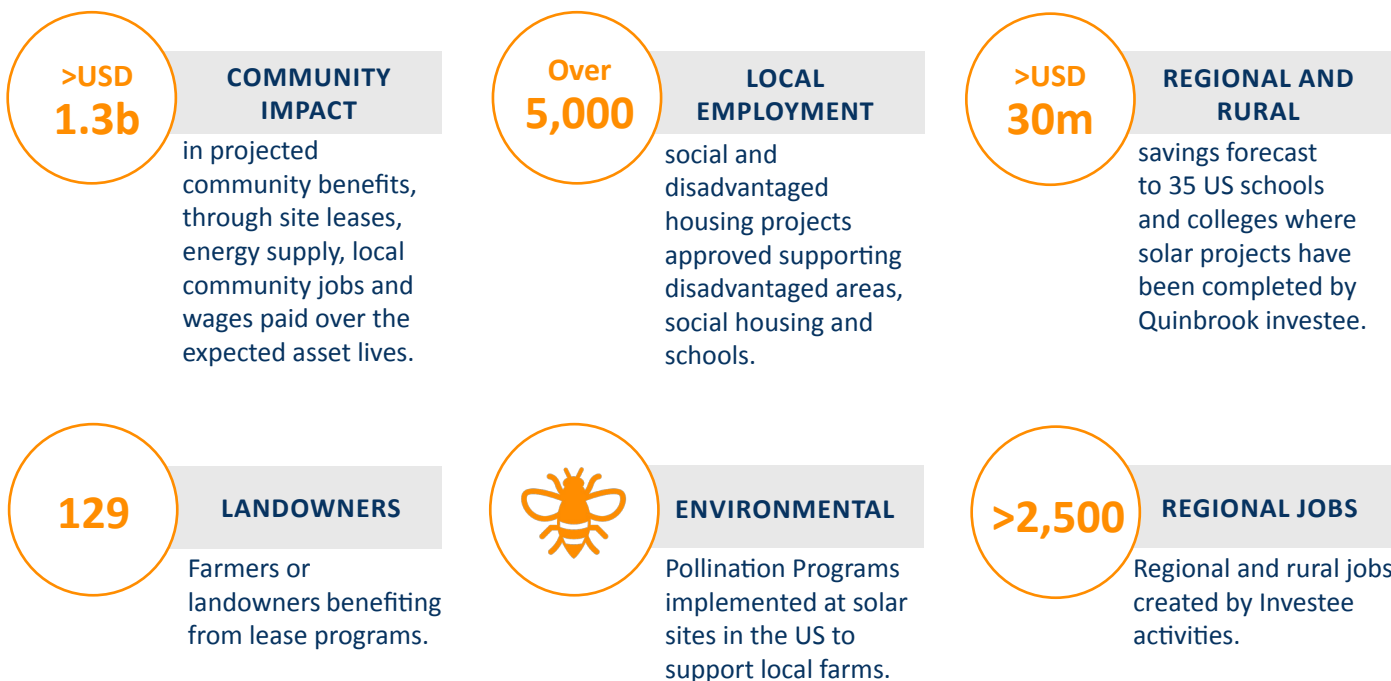 >USD
1.3b
COMMUNITY
IMPACT
in projected
community benefits,
through site leases,
energy supply, local
community jobs and
wages paid over the
expected asset lives.
Over
5,000
LOCAL
EMPLOYMENT
social and
disadvantaged
housing projects
approved supporting
disadvantaged areas,
social housing and
schools.
>USD
30m
REGIONAL AND
RURAL
savings forecast
to 35 US schools
and colleges where
solar projects have
been completed by
Quinbrook investee.
129
LANDOWNERS
Farmers or
landowners benefiting
from lease programs.
ENVIRONMENTAL
Pollination Programs
implemented at solar
sites in the US to
support local farms.
>2,500
REGIONAL JOBS
Regional and rural jobs
created by Investee
activities.